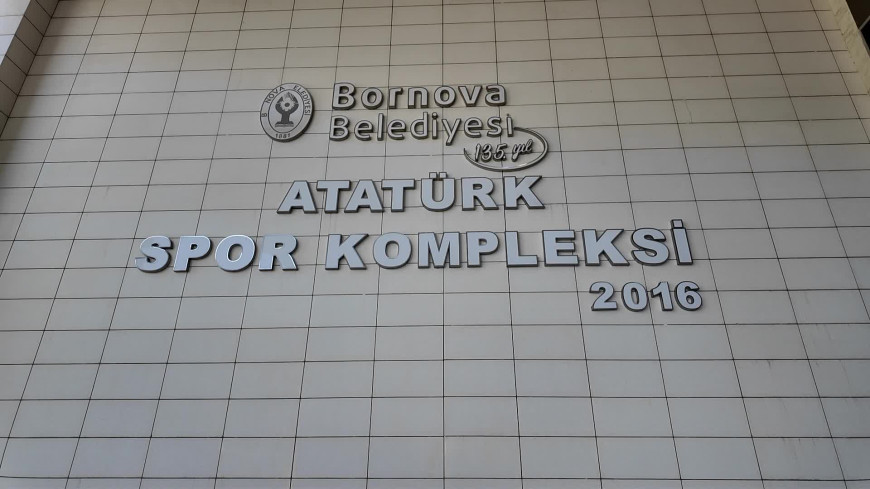 Bornova
Belediyesi
135. yıl
ATATÜRK
SPOR KOMPLEKSİ
2016